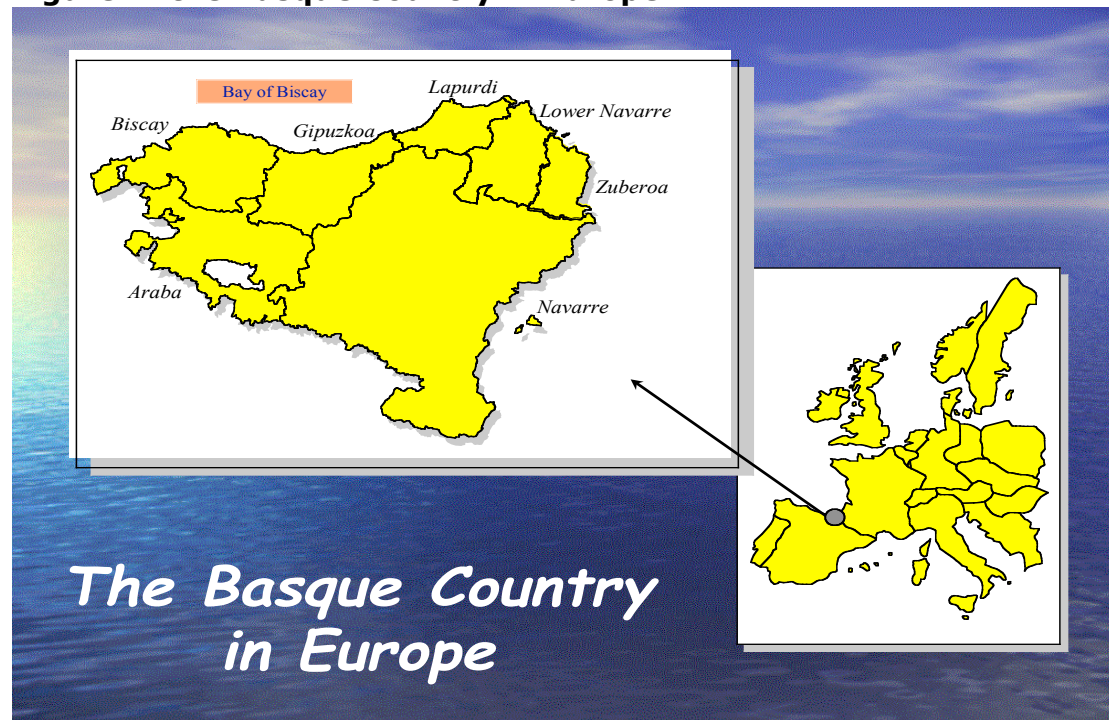 Bay of Biscay
Lapurdi
Lower Navarre
Biscay
Gipuzkoa
Zuberoa
Araba
Navarre
The Basque Country
in Europe